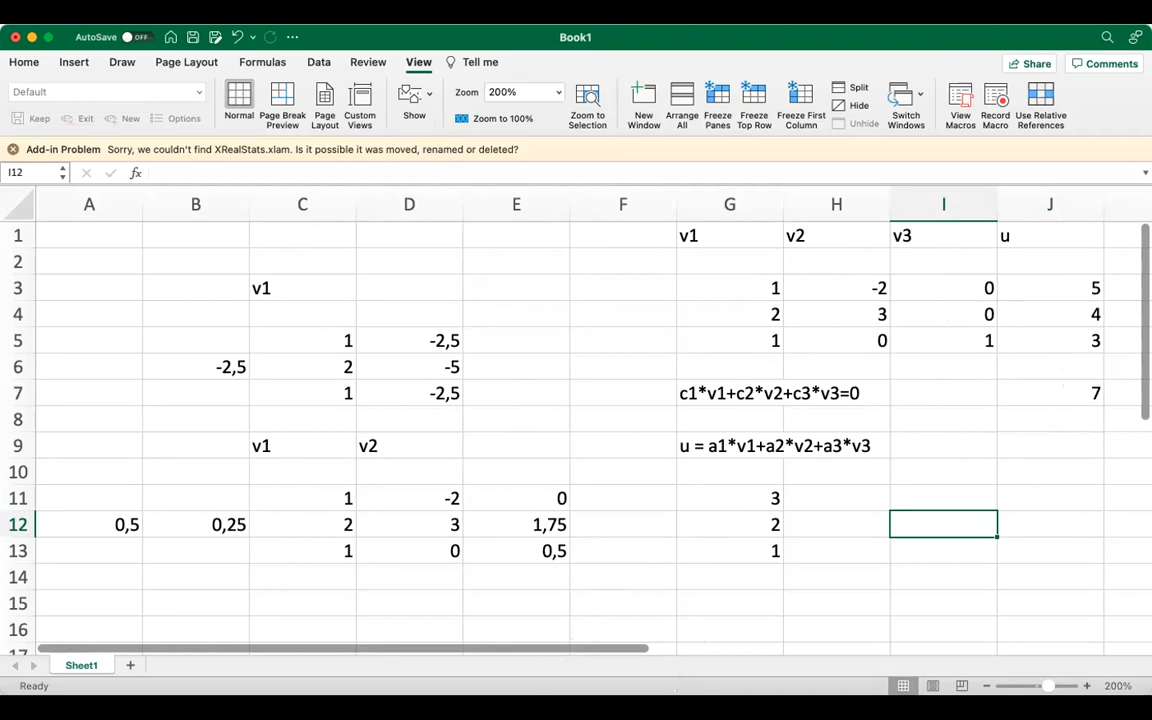 AutoSave OFF Book1
Home Insert Draw Page Layout Formulas Data Review View Tell me Share Comments
Default Zoom 200% Split
Keep Exit New Options Normal Page Break Preview Page Layout Custom Views Show Zoom to 100% Zoom to Selection New Window Arrange All Freeze Panes Freeze Top Row Freeze First Column Hide Unhide Switch Windows View Macros Record Macro Use Relative References
Add-in Problem Sorry, we couldn't find XRealStats.xlam. Is it possible it was moved, renamed or deleted?
I12 fx
A B C D E F G H I J
1 v1 v2 v3 u
2
3 v1 1 -2 0 5
4 2 3 0 4
5 1 -2,5 1 0 1 3
6 -2,5 2 -5
7 1 -2,5 c1*v1+c2*v2+c3*v3=0 7
8
9 v1 v2 u = a1*v1+a2*v2+a3*v3
10
11 1 -2 0 3
12 0,5 0,25 2 3 1,75 2
13 1 0 0,5 1
14
15
16
17
Sheet1
Ready 200%